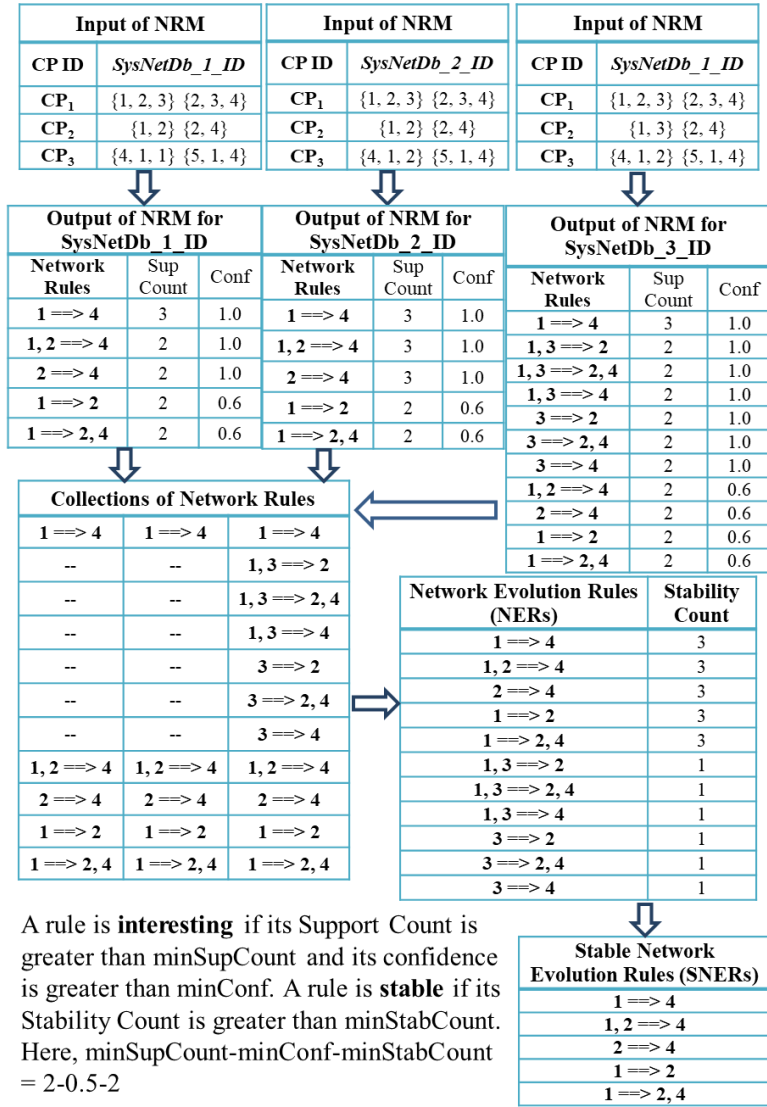 Input of NRM
CP ID SysNetDb_1_ID
CP1 {1, 2, 3} {2, 3, 4}
CP2 {1, 2} {2, 4}
CP3 {4, 1, 1} {5, 1, 4}
Input of NRM
CP ID SysNetDb_2_ID
CP1 {1, 2, 3} {2, 3, 4}
CP2 {1, 2} {2, 4}
CP3 {4, 1, 2} {5, 1, 4}
Input of NRM
CP ID SysNetDb_1_ID
CP1 {1, 2, 3} {2, 3, 4}
CP2 {1, 3} {2, 4}
CP3 {4, 1, 2} {5, 1, 4}
Output of NRM for
SysNetDb_1_ID
Network Rules Sup Count Conf
1 ==> 4 3 1.0
1, 2 ==> 4 2 1.0
2 ==> 4 2 1.0
1 ==> 2 2 0.6
1 ==> 2, 4 2 0.6
Output of NRM for
SysNetDb_2_ID
Network Rules Sup Count Conf
1 ==> 4 3 1.0
1, 2 ==> 4 3 1.0
2 ==> 4 3 1.0
1 ==> 2 2 0.6
1 ==> 2, 4 2 0.6
Output of NRM for
SysNetDb_3_ID
Network Rules Sup Count Conf
1 ==> 4 3 1.0
1, 3 ==> 2 2 1.0
1, 3 ==> 2, 4 2 1.0
1, 3 ==> 4 2 1.0
3 ==> 2 2 1.0
3 ==> 2, 4 2 1.0
3 ==> 4 2 1.0
1, 2 ==> 4 2 0.6
2 ==> 4 2 0.6
1 ==> 2 2 0.6
1 ==> 2, 4 2 0.6
Collections of Network Rules
1 ==> 4 1 ==> 4 1 ==> 4
-- -- 1, 3 ==> 2
-- -- 1, 3 ==> 2, 4
-- -- 1, 3 ==> 4
-- -- 3 ==> 2
-- -- 3 ==> 2, 4
-- -- 3 ==> 4
1, 2 ==> 4 1, 2 ==> 4 1, 2 ==> 4
2 ==> 4 2 ==> 4 2 ==> 4
1 ==> 2 1 ==> 2 1 ==> 2
1 ==> 2, 4 1 ==> 2, 4 1 ==> 2, 4
Network Evolution Rules (NERs) Stability Count
1 ==> 4 3
1, 2 ==> 4 3
2 ==> 4 3
1 ==> 2 3
1 ==> 2, 4 3
1, 3 ==> 2 1
1, 3 ==> 2, 4 1
1, 3 ==> 4 1
3 ==> 2 1
3 ==> 2, 4 1
3 ==> 4 1
A rule is interesting if its Support Count is
greater than minSupCount and its confidence
is greater than minConf. A rule is stable if its
Stability Count is greater than minStabCount.
Here, minSupCount-minConf-minStabCount
= 2-0.5-2
Stable Network
Evolution Rules (SNERs)
1 ==> 4
1, 2 ==> 4
2 ==> 4
1 ==> 2
1 ==> 2, 4